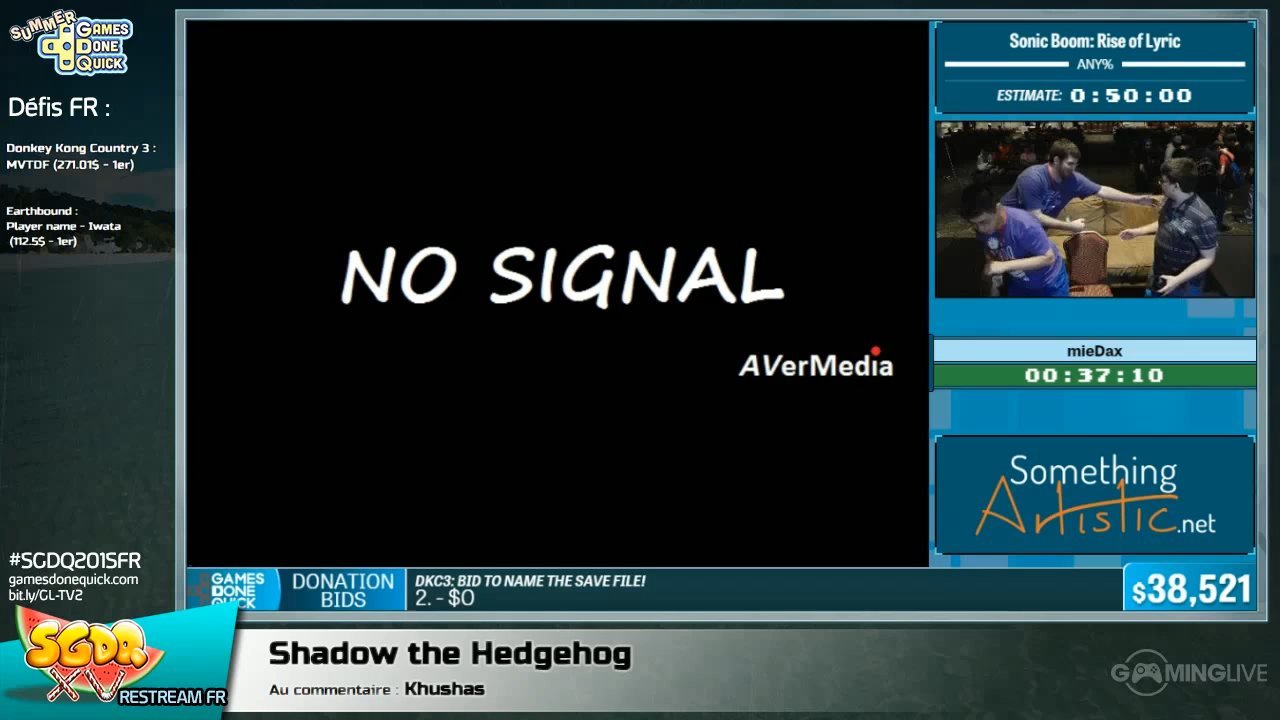 SUMMER
GAMES
DONE
QUICK
Défis FR :
Donkey Kong Country 3 :
MVTDF (271.01$ - 1er)
Earthbound :
Player name - Iwata
(112.5$ - 1er)
#SGDQ2015FR
gamesdonequick.com
bit.ly/GL-TV2
NO SIGNAL
AVerMedia
Sonic Boom: Rise of Lyric
ANY%
ESTIMATE: 0:50:00
mieDax
00:37:10
Something
Artistic.net
GAMES
DONE
QUICK
DONATION
BIDS
DKC3: BID TO NAME THE SAVE FILE!
2. - $0
$38,521
SGDQ
XV
RESTREAM FR
Shadow the Hedgehog
Au commentaire : Khushas
GAMINGLIVE